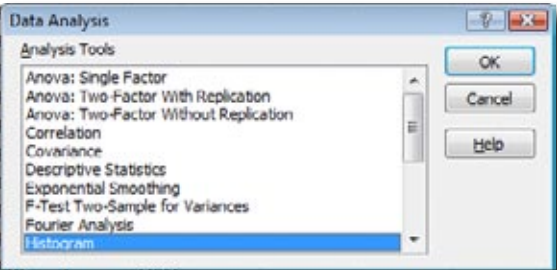 Data Analysis
Analysis Tools
Anova: Single Factor
Anova: Two-Factor With Replication
Anova: Two-Factor Without Replication
Correlation
Covariance
Descriptive Statistics
Exponential Smoothing
F-Test Two-Sample for Variances
Fourier Analysis
Histogram
OK
Cancel
Help